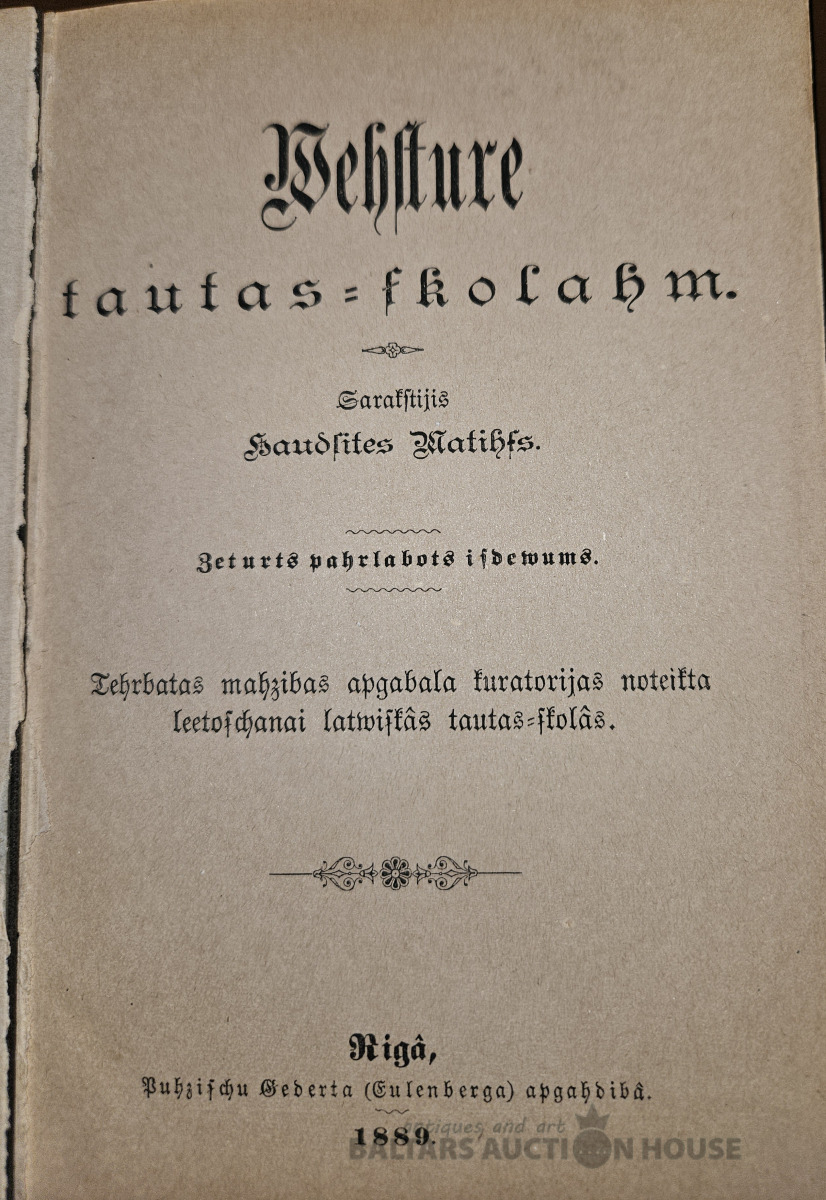 Wehſture
tautas-ſkolahm.
Sarakſtijis
Kaudſites Matihſs.
Zeturts pahrlabots iſdewums.
Tehrbatas mahzibas apgabala kuratorijas noteikta
leetoſchanai latwiſkâs tautas-ſkolâs.
Rigâ,
Puhziſchu Gederta (Eulenberga) apgahdibâ.
1889.
antiques and art
BALTARS AUCTION HOUSE